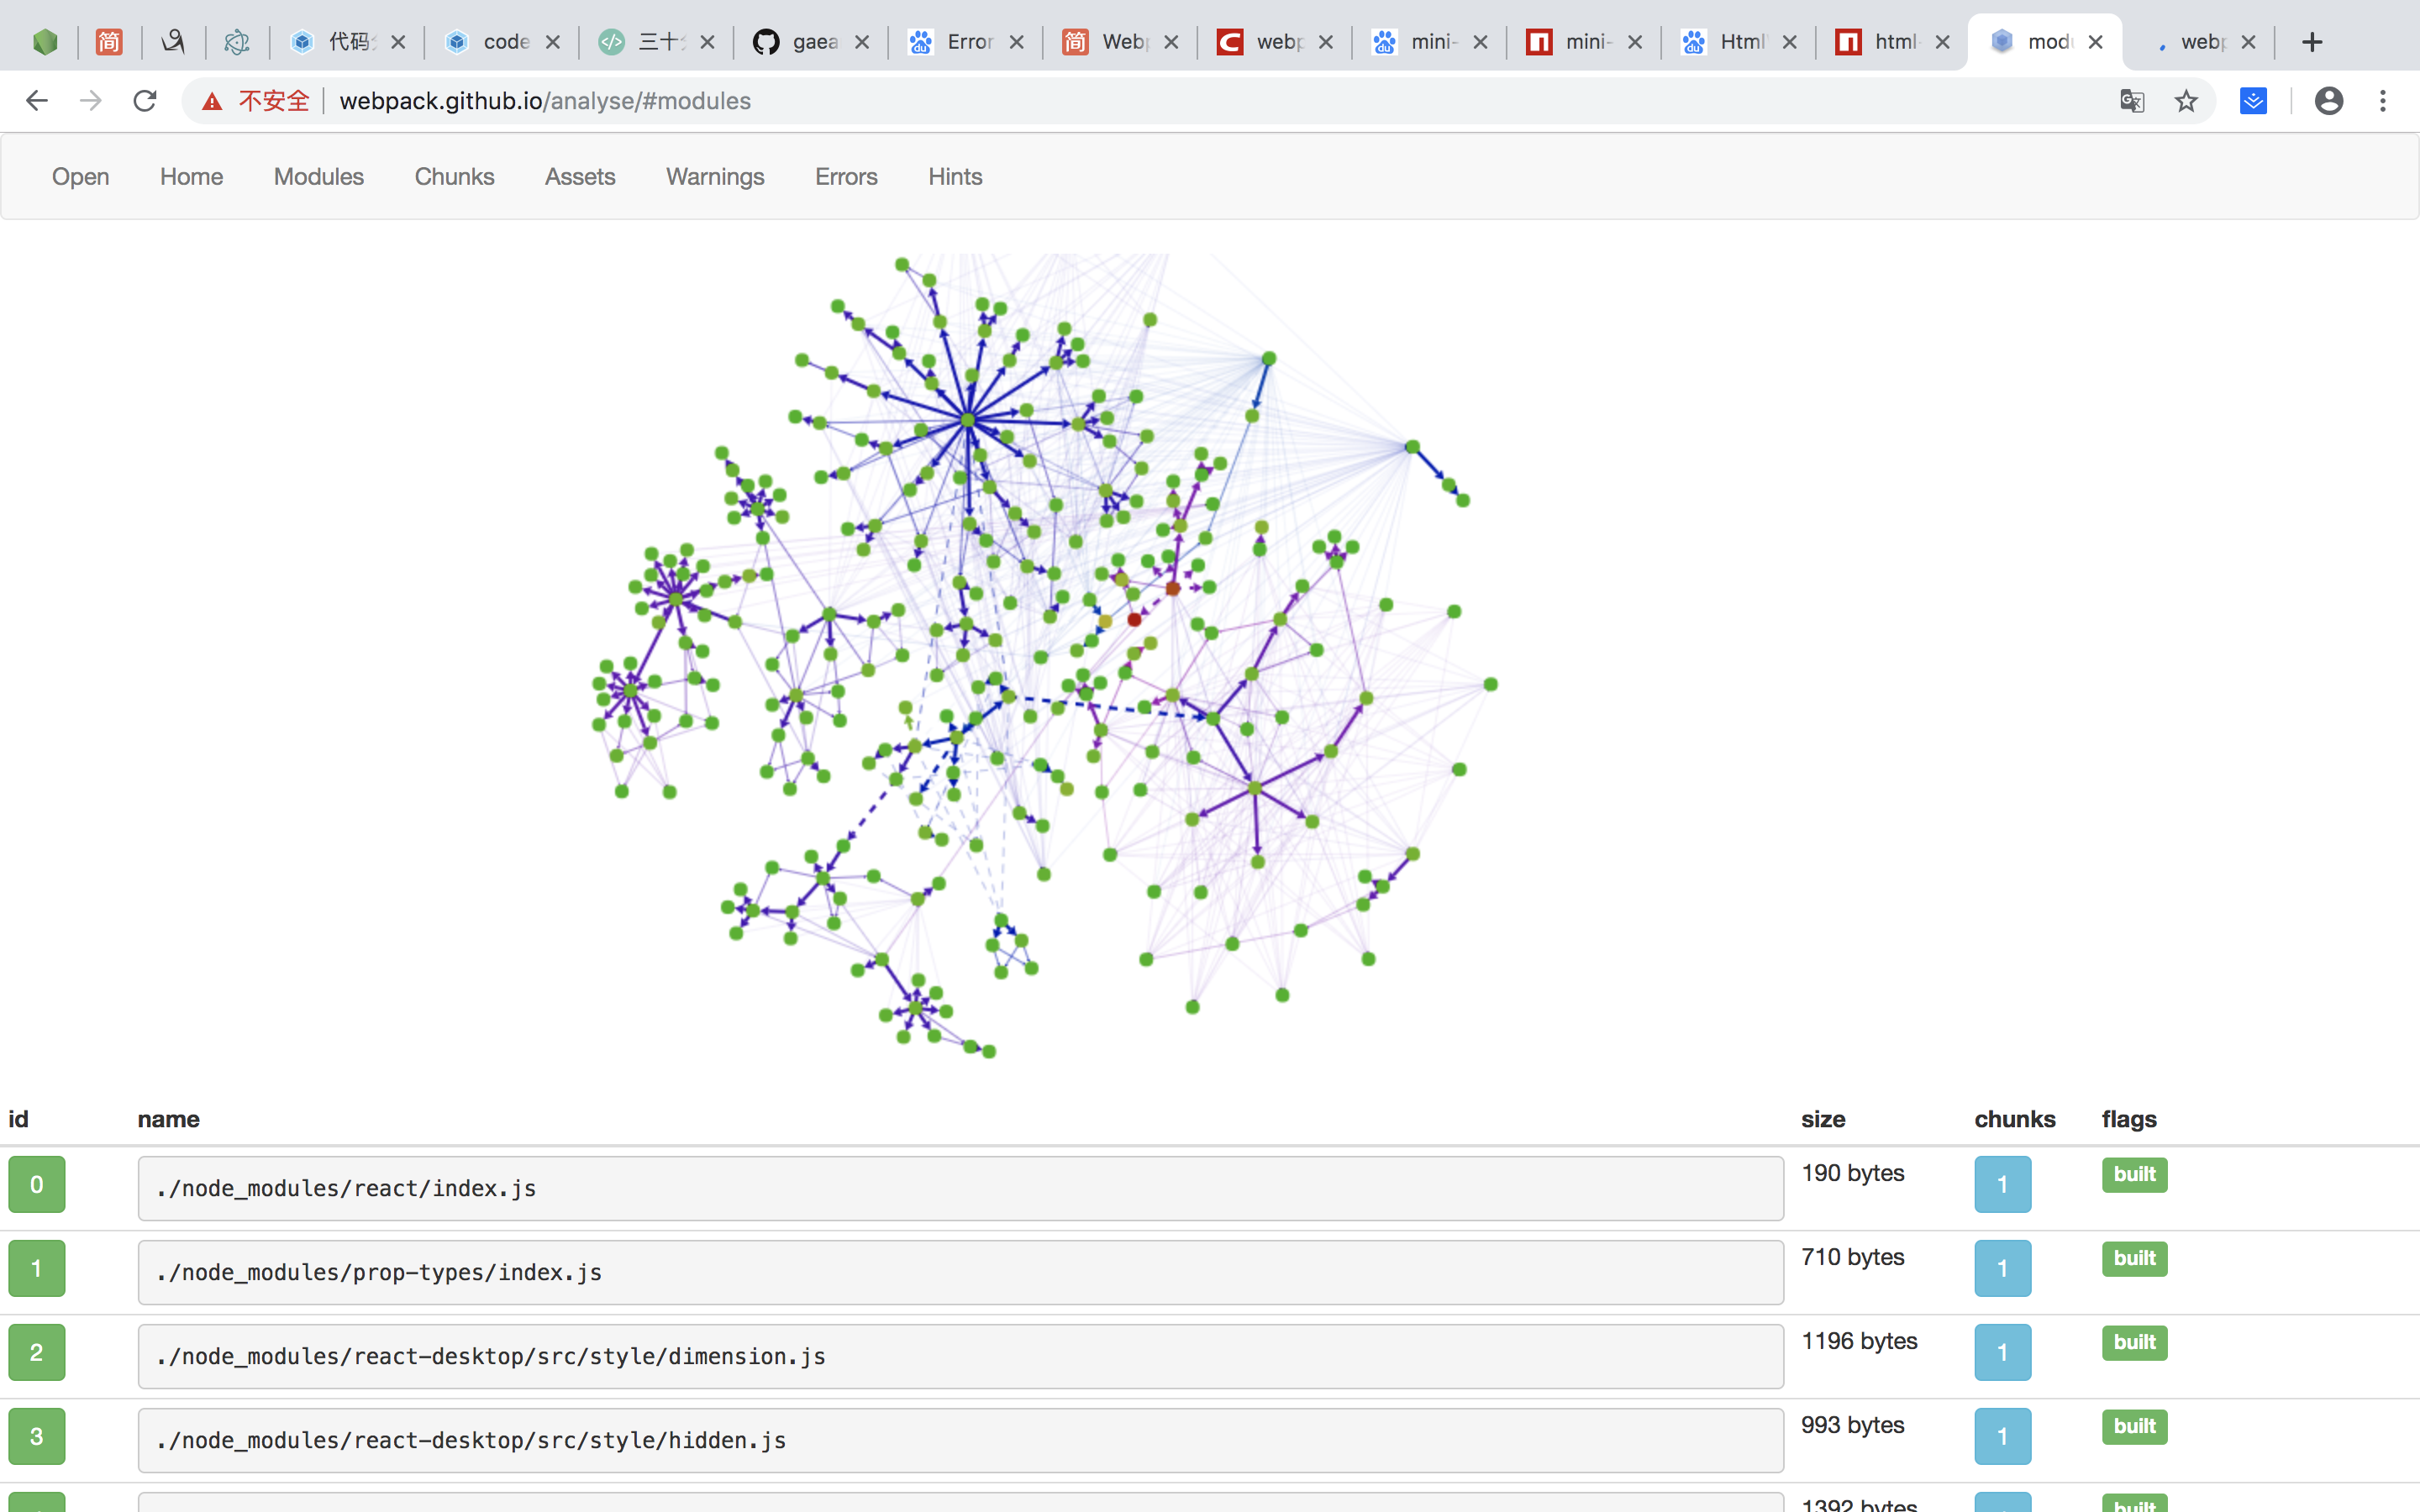 简 代码 code 三十 gaea Error 简 Web webp mini- mini- Html html- mod webp
不安全 webpack.github.io/analyse/#modules
Open Home Modules Chunks Assets Warnings Errors Hints
id name size chunks flags
0 ./node_modules/react/index.js 190 bytes 1 built
1 ./node_modules/prop-types/index.js 710 bytes 1 built
2 ./node_modules/react-desktop/src/style/dimension.js 1196 bytes 1 built
3 ./node_modules/react-desktop/src/style/hidden.js 993 bytes 1 built
1392 bytes built